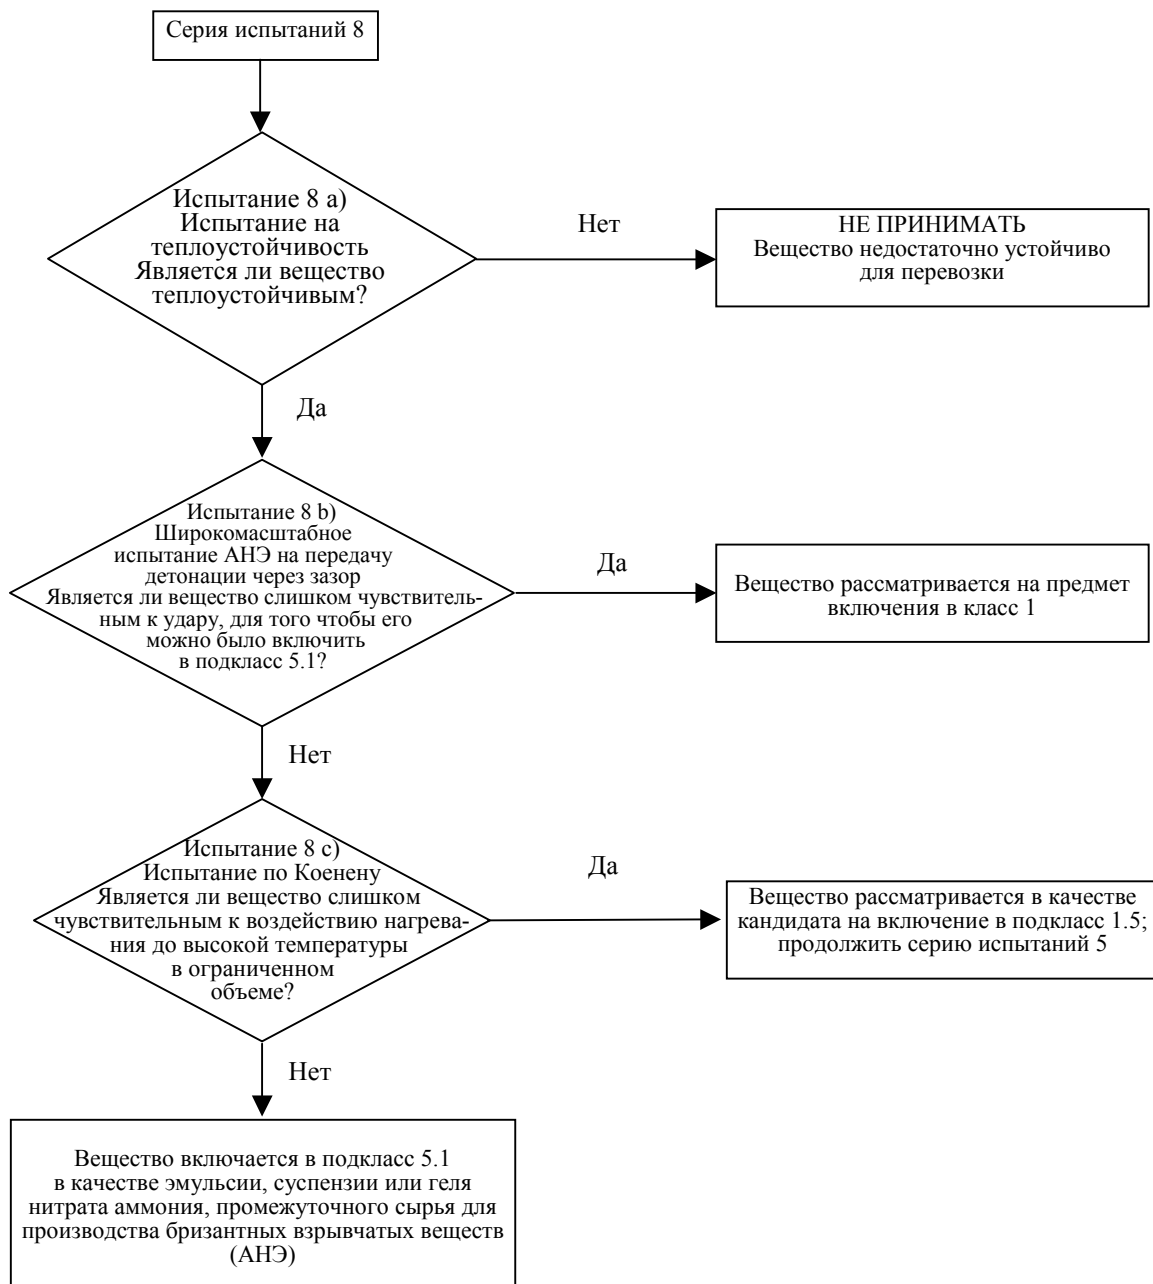 Серия испытаний 8
Испытание 8 a)
Испытание на
теплоустойчивость
Является ли вещество
теплоустойчивым?
Нет
НЕ ПРИНИМАТЬ
Вещество недостаточно устойчиво
для перевозки
Да
Испытание 8 b)
Широкомасштабное
испытание АНЭ на передачу
детонации через зазор
Является ли вещество слишком чувствитель-
ным к удару, для того чтобы его
можно было включить
в подкласс 5.1?
Да
Вещество рассматривается на предмет
включения в класс 1
Нет
Испытание 8 c)
Испытание по Коенену
Является ли вещество слишком
чувствительным к воздействию нагрева-
ния до высокой температуры
в ограниченном
объеме?
Да
Вещество рассматривается в качестве
кандидата на включение в подкласс 1.5;
продолжить серию испытаний 5
Нет
Вещество включается в подкласс 5.1
в качестве эмульсии, суспензии или геля
нитрата аммония, промежуточного сырья для
производства бризантных взрывчатых веществ
(АНЭ)